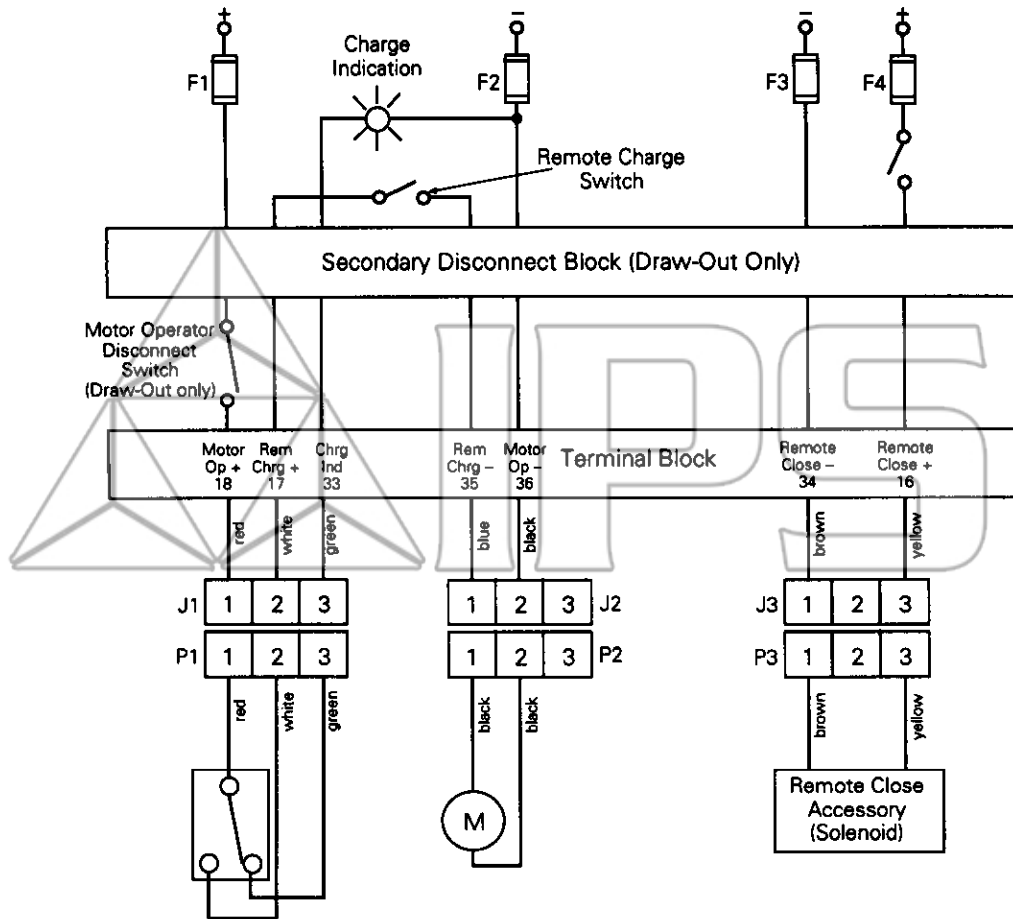 +
−
−
+
F1
Charge
Indication
F2
F3
F4
Remote Charge
Switch
Secondary Disconnect Block (Draw-Out Only)
Motor Operator
Disconnect
Switch
(Draw-Out only)
IPS
Motor
Op +
18
Rem
Chrg +
17
Chrg
Ind
33
Rem
Chrg −
35
Motor
Op −
36
Terminal Block
Remote
Close −
34
Remote
Close +
16
red
white
green
blue
black
brown
yellow
J1 1 2 3
1 2 3 J2
J3 1 2 3
P1 1 2 3
1 2 3 P2
P3 1 2 3
red
white
green
black
black
brown
yellow
M
Remote Close
Accessory
(Solenoid)